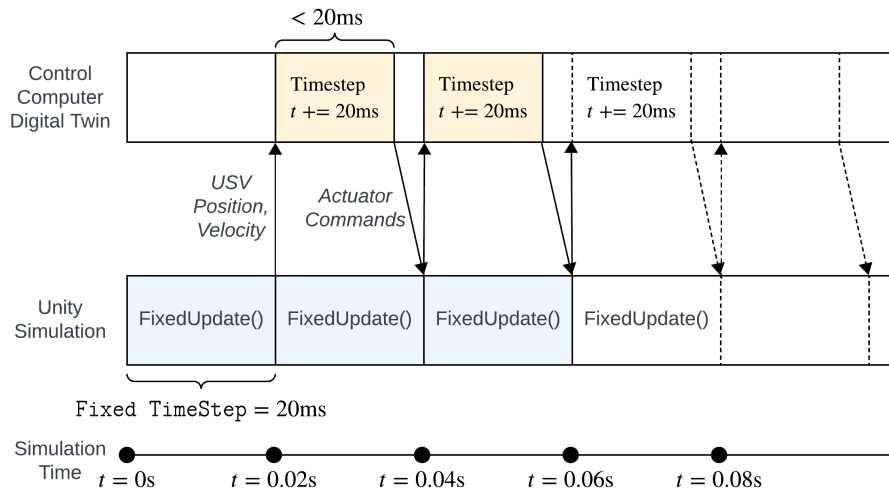 < 20ms
Control
Computer
Digital Twin
Timestep
t += 20ms
Timestep
t += 20ms
Timestep
t += 20ms
USV
Position,
Velocity
Actuator
Commands
Unity
Simulation
FixedUpdate()
FixedUpdate()
FixedUpdate()
FixedUpdate()
Fixed TimeStep = 20ms
Simulation
Time
t = 0s
t = 0.02s
t = 0.04s
t = 0.06s
t = 0.08s